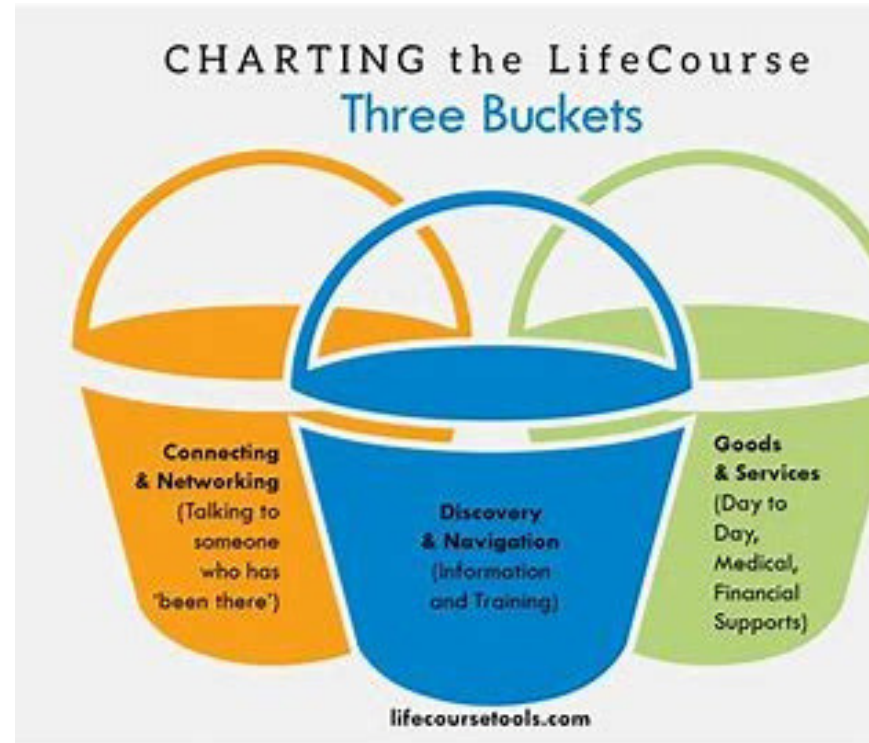 CHARTING the LifeCourse
Three Buckets
Connecting
& Networking
(Talking to
someone
who has
"been there")
Discovery
& Navigation
(Information
and Training)
Goods
& Services
(Day to
Day,
Medical,
Financial
Supports)
lifecoursetools.com